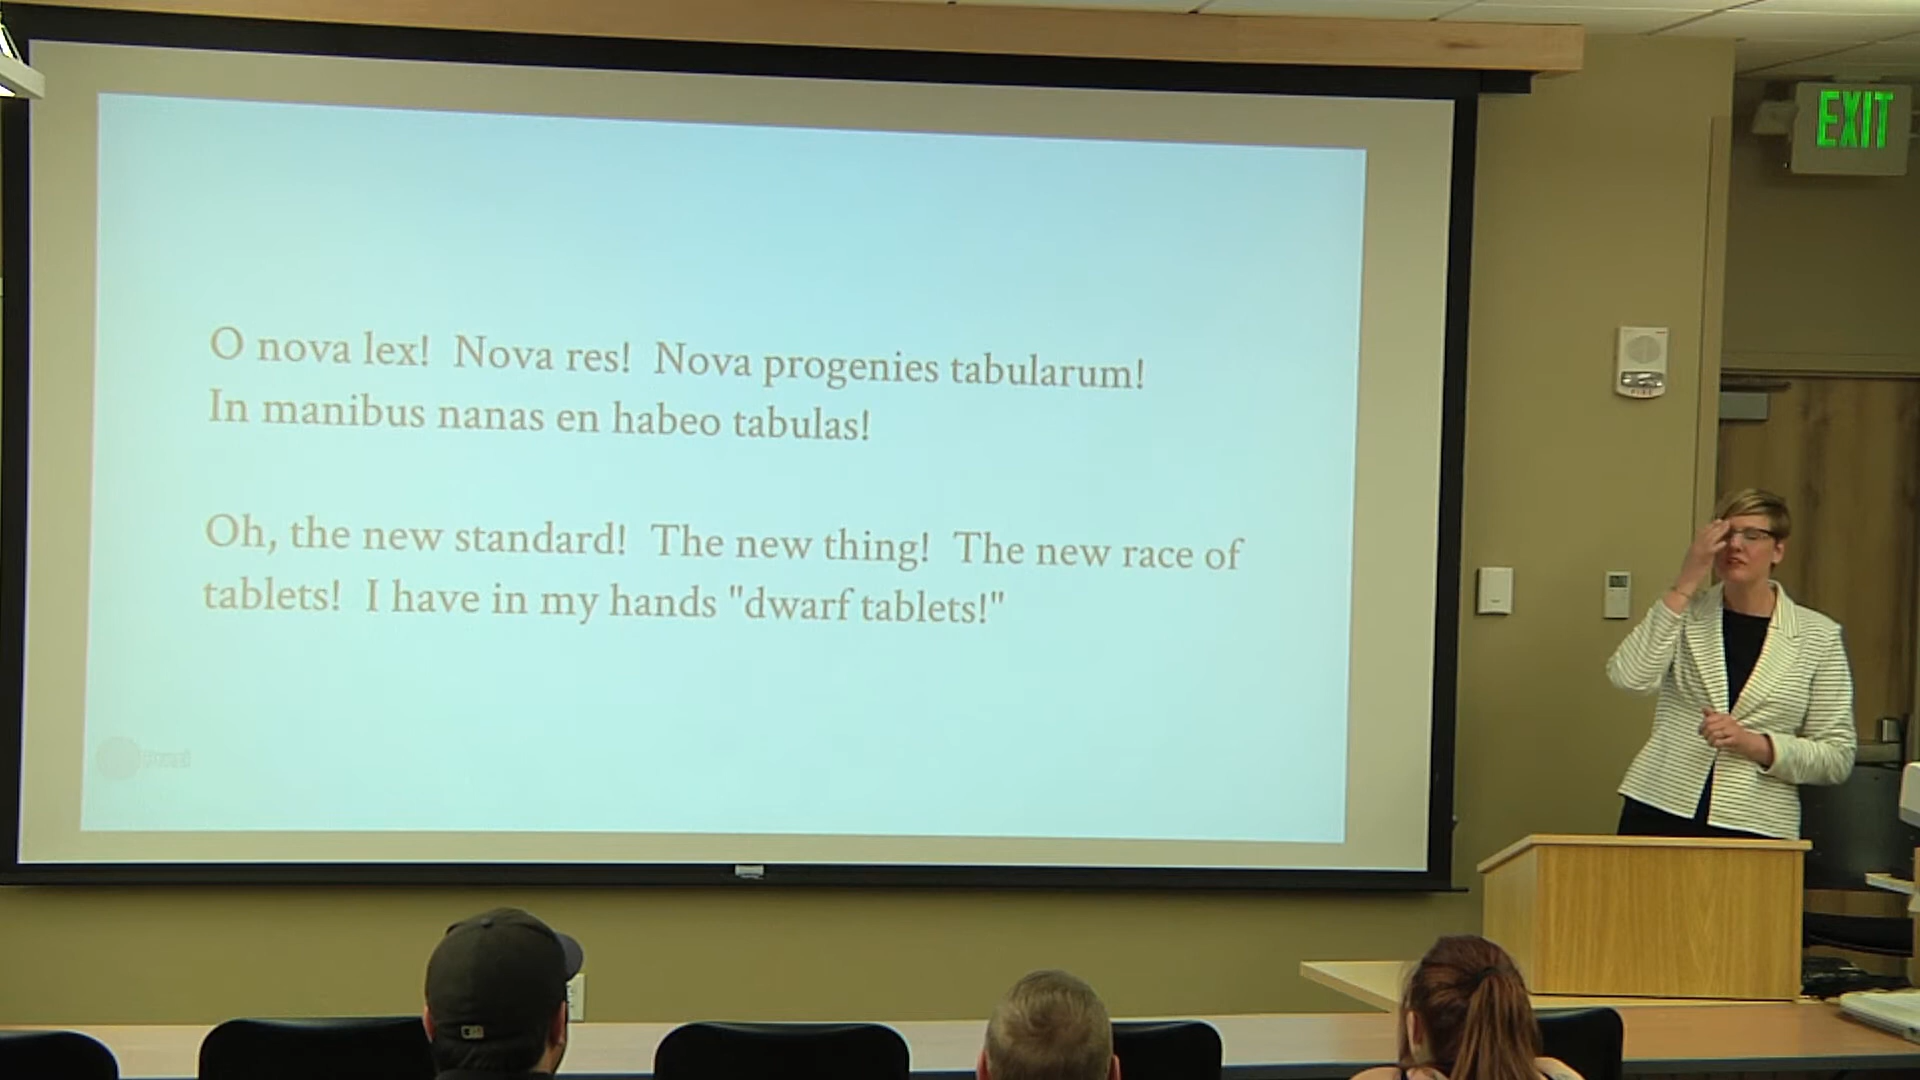 O nova lex! Nova res! Nova progenies tabularum!
In manibus nanas en habeo tabulas!
Oh, the new standard! The new thing! The new race of
tablets! I have in my hands "dwarf tablets!"
EXIT
FIRE